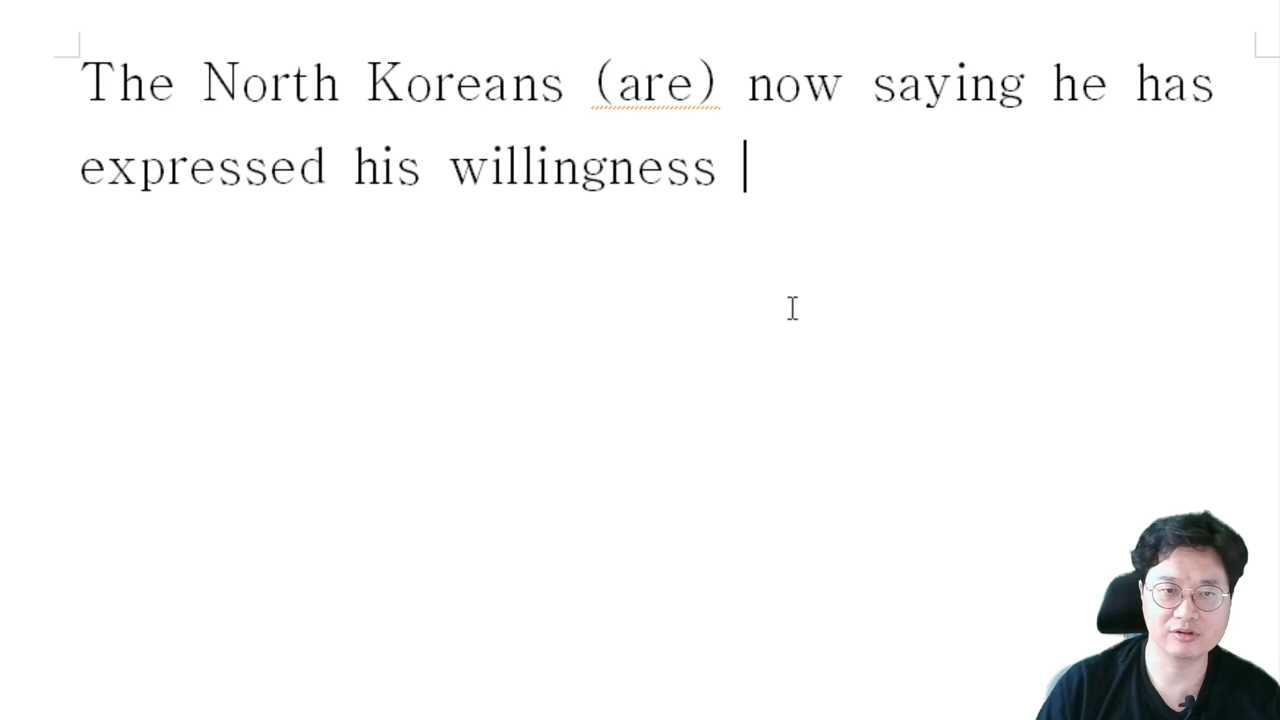 The North Koreans (are) now saying he has
expressed his willingness